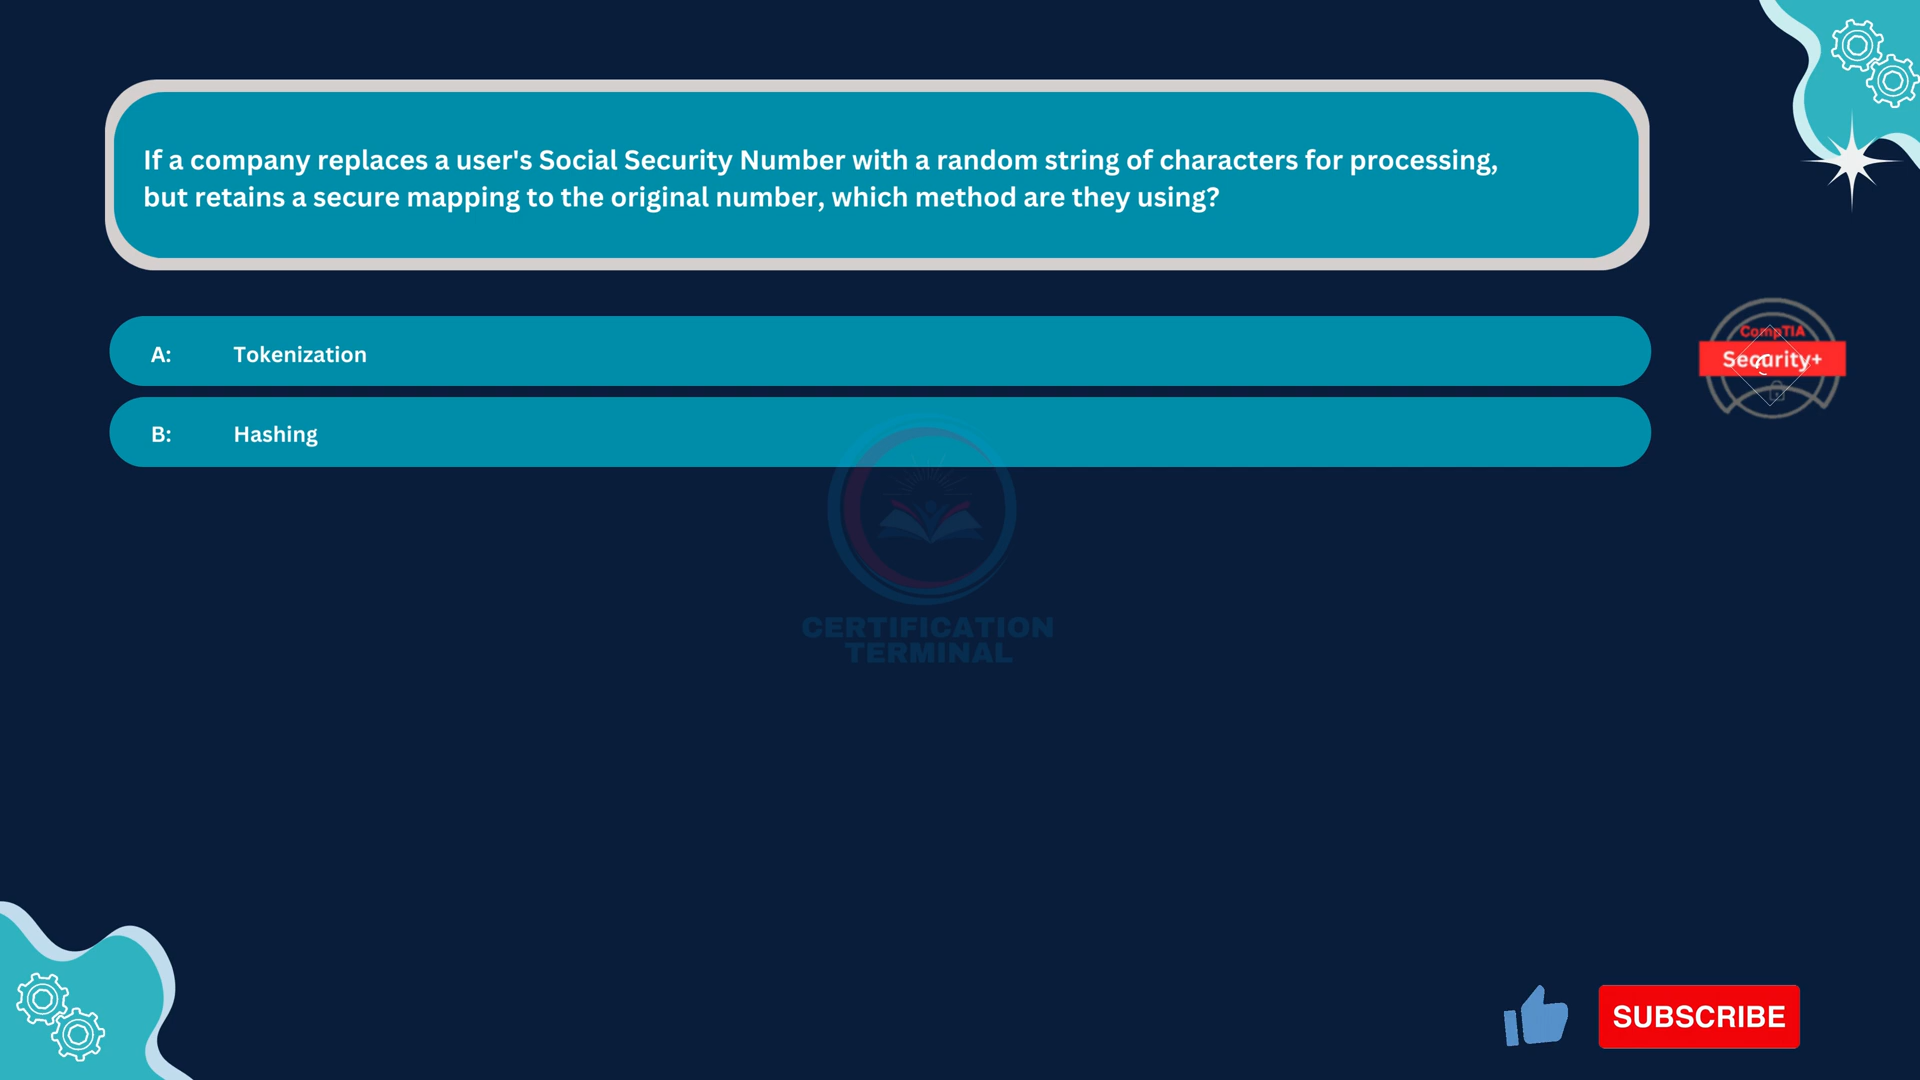 If a company replaces a user's Social Security Number with a random string of characters for processing,
but retains a secure mapping to the original number, which method are they using?
A: Tokenization
CompTIA
Security+
B: Hashing
CERTIFICATION
TERMINAL
SUBSCRIBE